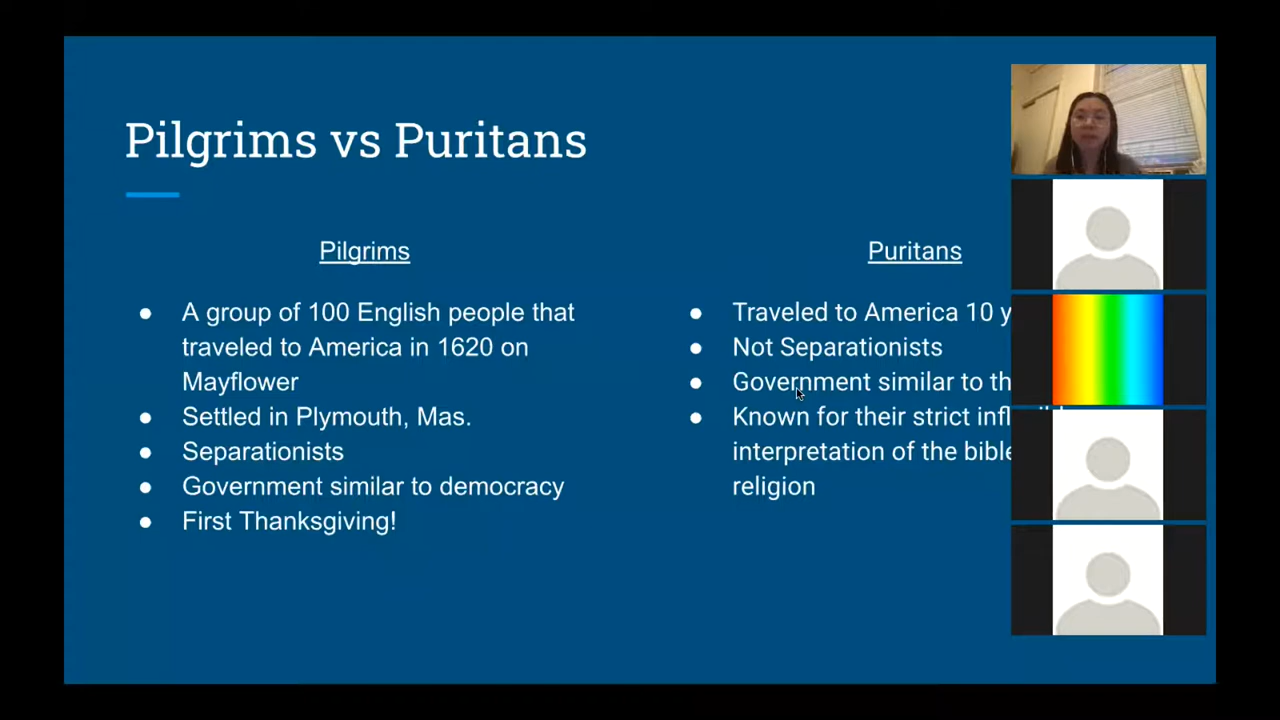 Pilgrims vs Puritans
Pilgrims
● A group of 100 English people that
traveled to America in 1620 on
Mayflower
● Settled in Plymouth, Mas.
● Separationists
● Government similar to democracy
● First Thanksgiving!
Puritans
● Traveled to America 10
● Not Separationists
● Government similar to
● Known for their strict
interpretation of the bible
religion